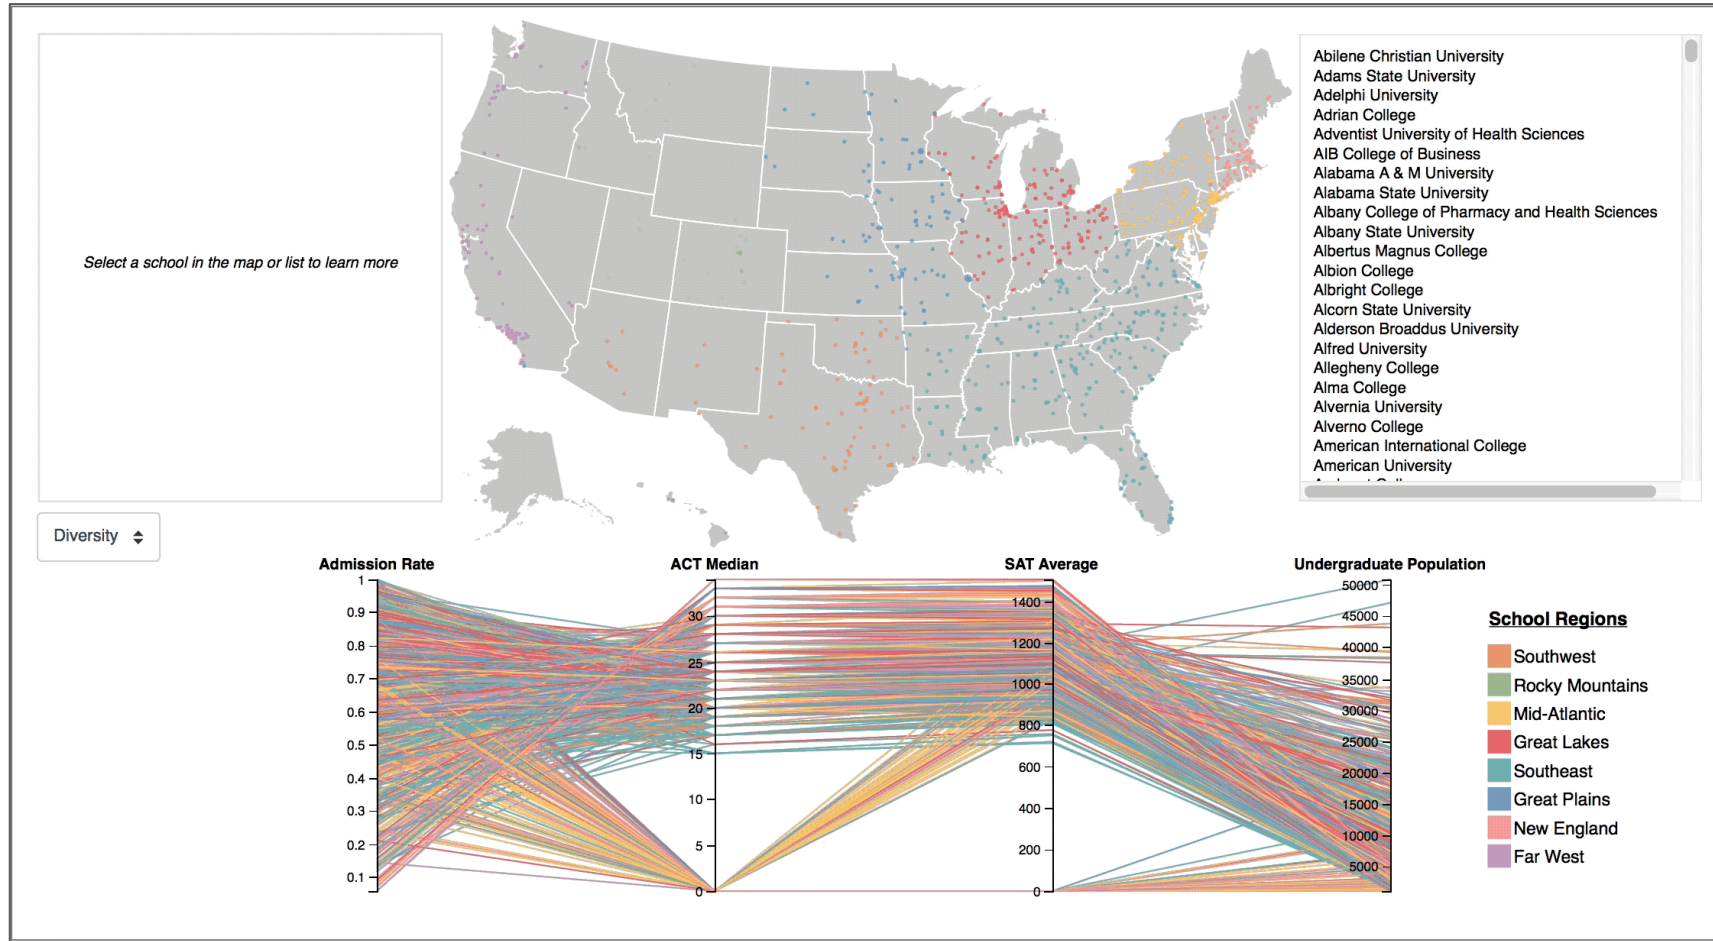 Select a school in the map or list to learn more
Abilene Christian University
Adams State University
Adelphi University
Adrian College
Adventist University of Health Sciences
AIB College of Business
Alabama A & M University
Alabama State University
Albany College of Pharmacy and Health Sciences
Albany State University
Albertus Magnus College
Albion College
Albright College
Alcorn State University
Alderson Broaddus University
Alfred University
Allegheny College
Alma College
Alvernia University
Alverno College
American International College
American University
Diversity
Admission Rate
1
0.9
0.8
0.7
0.6
0.5
0.4
0.3
0.2
0.1
ACT Median
30
25
20
15
10
5
0
SAT Average
1400
1200
1000
800
600
400
200
0
Undergraduate Population
50000
45000
40000
35000
30000
25000
20000
15000
10000
5000
School Regions
Southwest
Rocky Mountains
Mid-Atlantic
Great Lakes
Southeast
Great Plains
New England
Far West